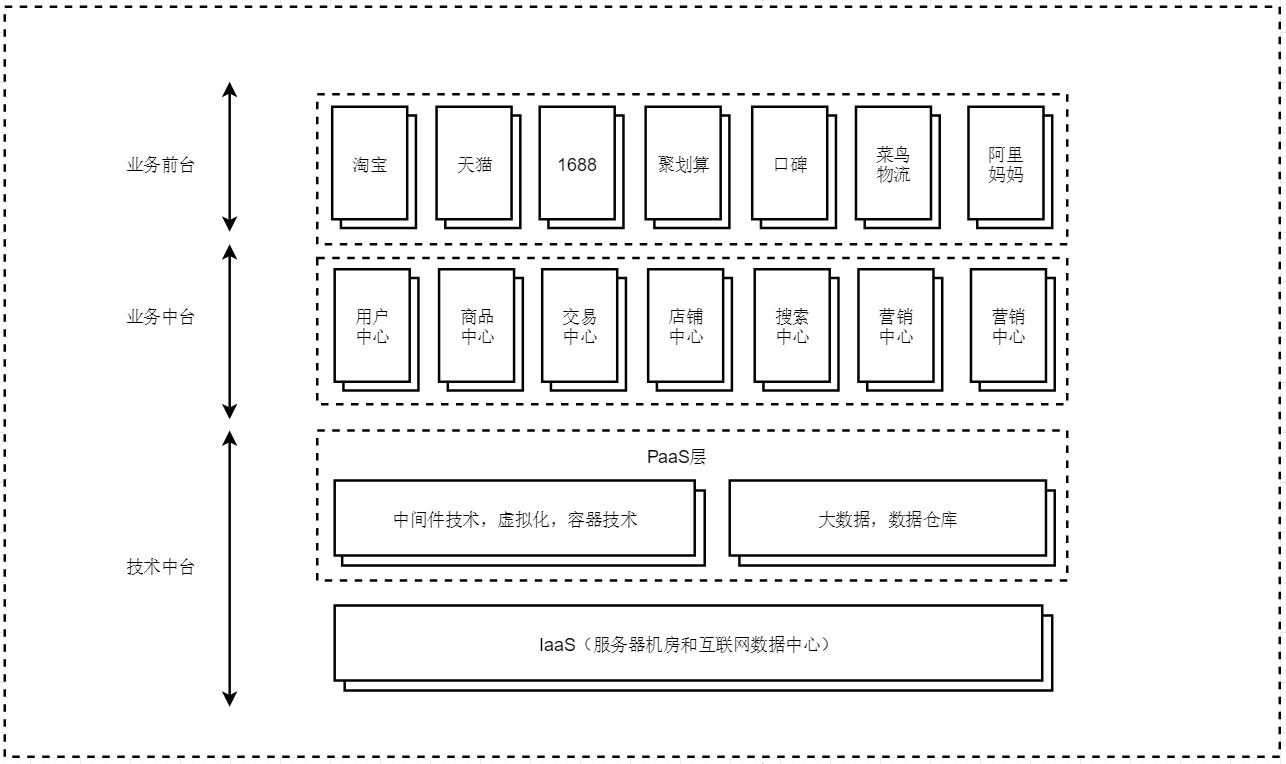 业务前台
淘宝
天猫
1688
聚划算
口碑
菜鸟
物流
阿里
妈妈
业务中台
用户
中心
商品
中心
交易
中心
店铺
中心
搜索
中心
营销
中心
营销
中心
技术中台
PaaS层
中间件技术，虚拟化，容器技术
大数据，数据仓库
IaaS（服务器机房和互联网数据中心）